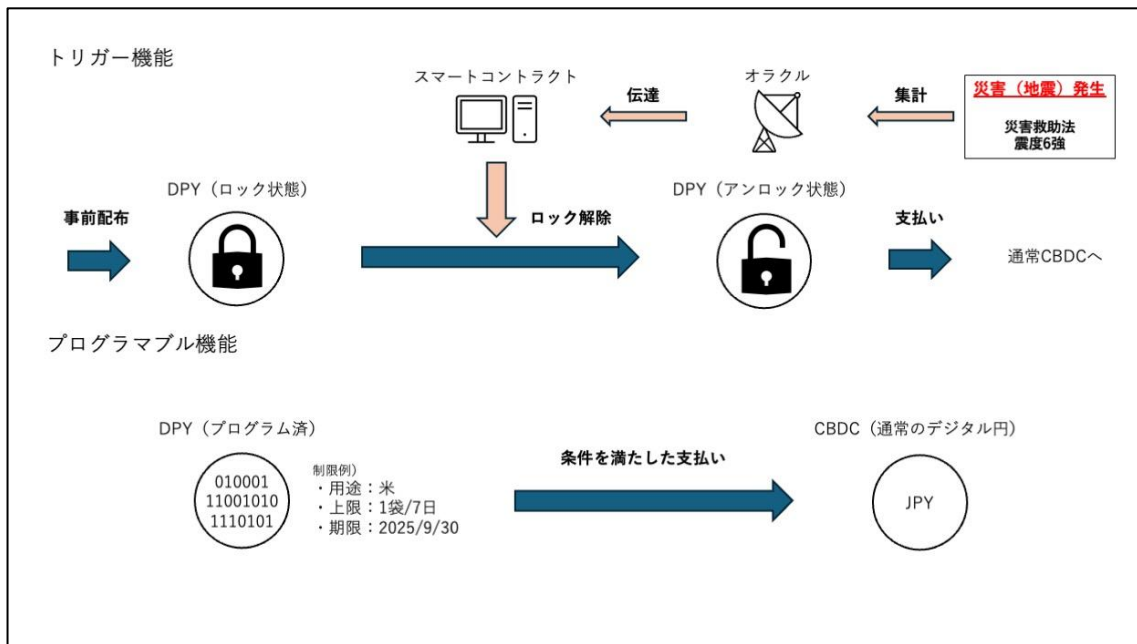 トリガー機能
スマートコントラクト
オラクル
伝達
集計
災害（地震）発生
災害救助法
震度6強
DPY（ロック状態）
DPY（アンロック状態）
事前配布
ロック解除
支払い
通常CBDCへ
プログラマブル機能
DPY（プログラム済）
CBDC（通常のデジタル円）
010001
11001010
1110101
制限例）
・用途：米
・上限：1袋/7日
・期限：2025/9/30
条件を満たした支払い
JPY